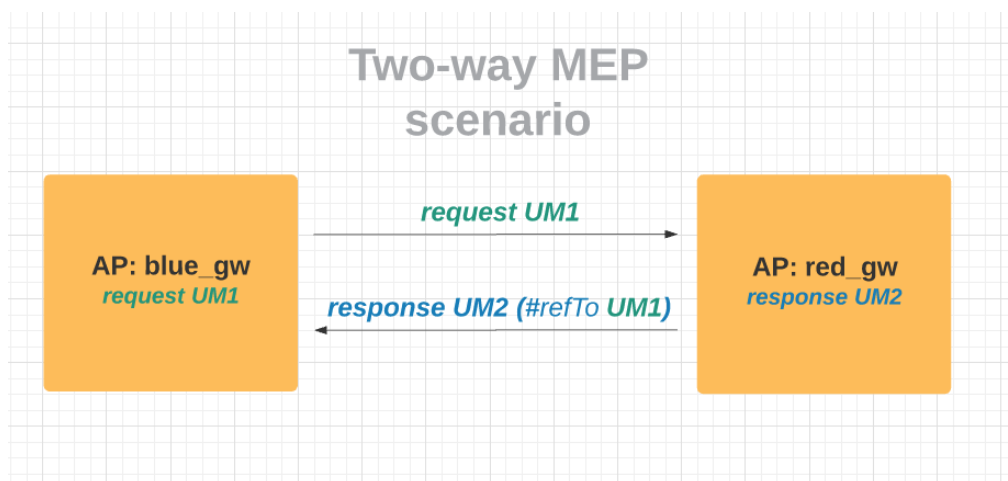 Two-way MEP
scenario
request UM1
AP: blue_gw
request UM1
response UM2 (#refTo UM1)
AP: red_gw
response UM2